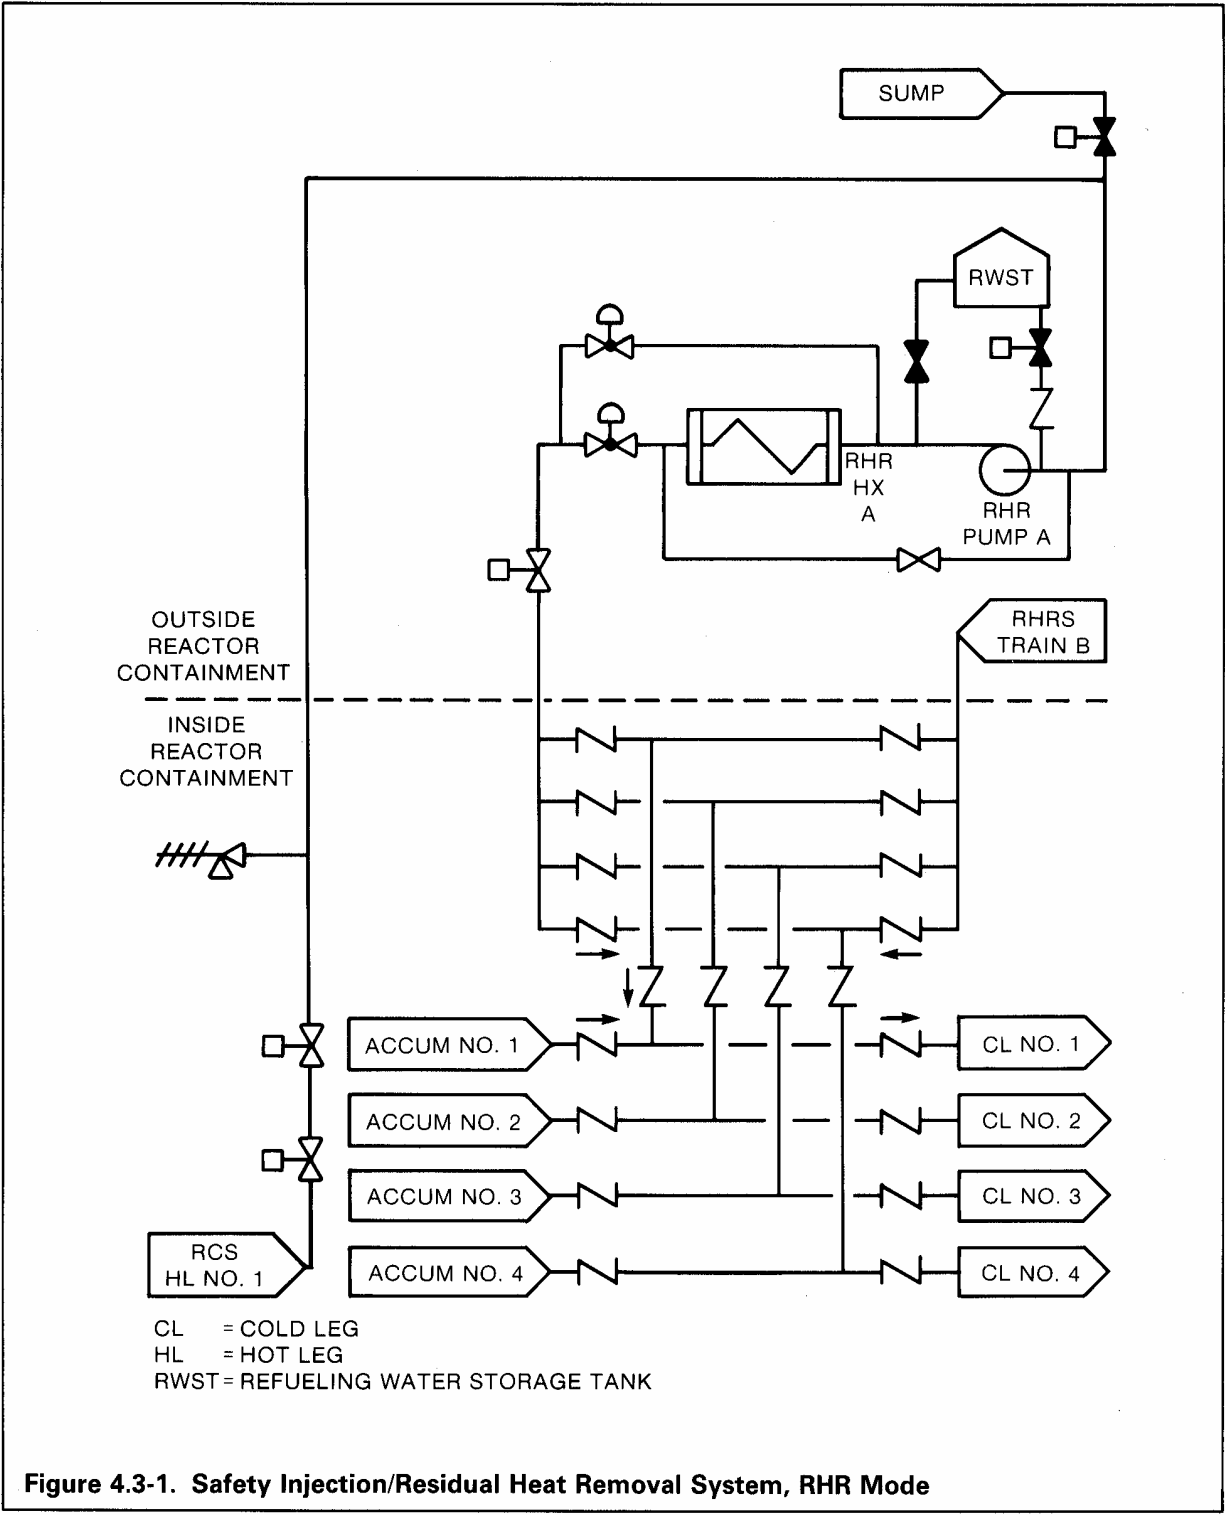 SUMP
RWST
RHR
HX
A
RHR
PUMP A
OUTSIDE
REACTOR
CONTAINMENT
RHRS
TRAIN B
INSIDE
REACTOR
CONTAINMENT
ACCUM NO. 1
CL NO. 1
ACCUM NO. 2
CL NO. 2
ACCUM NO. 3
CL NO. 3
RCS
HL NO. 1
ACCUM NO. 4
CL NO. 4
CL = COLD LEG
HL = HOT LEG
RWST = REFUELING WATER STORAGE TANK
Figure 4.3-1. Safety Injection/Residual Heat Removal System, RHR Mode